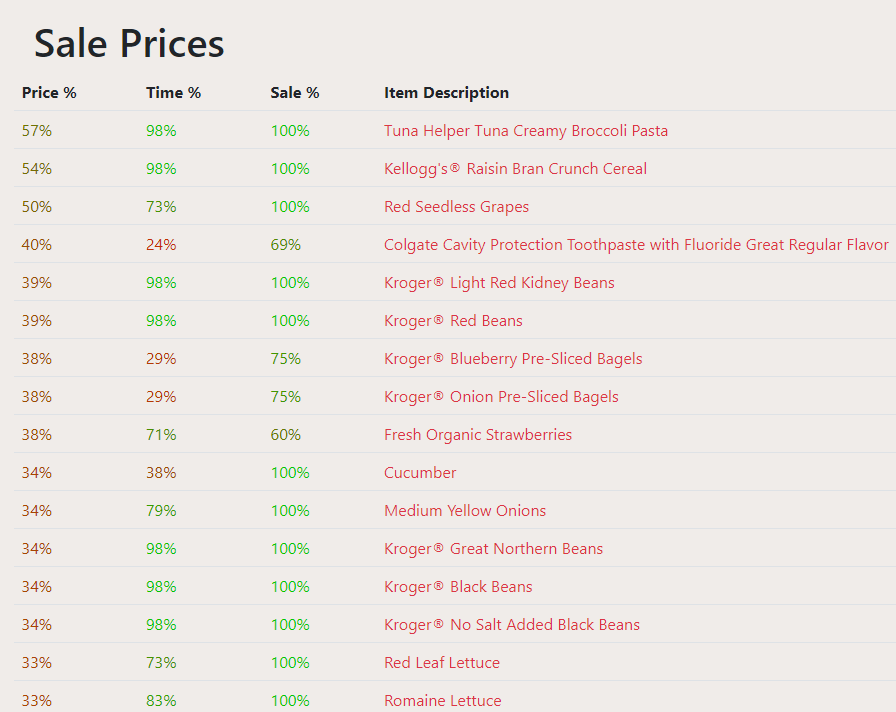 Sale Prices
Price % Time % Sale % Item Description
57% 98% 100% Tuna Helper Tuna Creamy Broccoli Pasta
54% 98% 100% Kellogg's® Raisin Bran Crunch Cereal
50% 73% 100% Red Seedless Grapes
40% 24% 69% Colgate Cavity Protection Toothpaste with Fluoride Great Regular Flavor
39% 98% 100% Kroger® Light Red Kidney Beans
39% 98% 100% Kroger® Red Beans
38% 29% 75% Kroger® Blueberry Pre-Sliced Bagels
38% 29% 75% Kroger® Onion Pre-Sliced Bagels
38% 71% 60% Fresh Organic Strawberries
34% 38% 100% Cucumber
34% 79% 100% Medium Yellow Onions
34% 98% 100% Kroger® Great Northern Beans
34% 98% 100% Kroger® Black Beans
34% 98% 100% Kroger® No Salt Added Black Beans
33% 73% 100% Red Leaf Lettuce
33% 83% 100% Romaine Lettuce